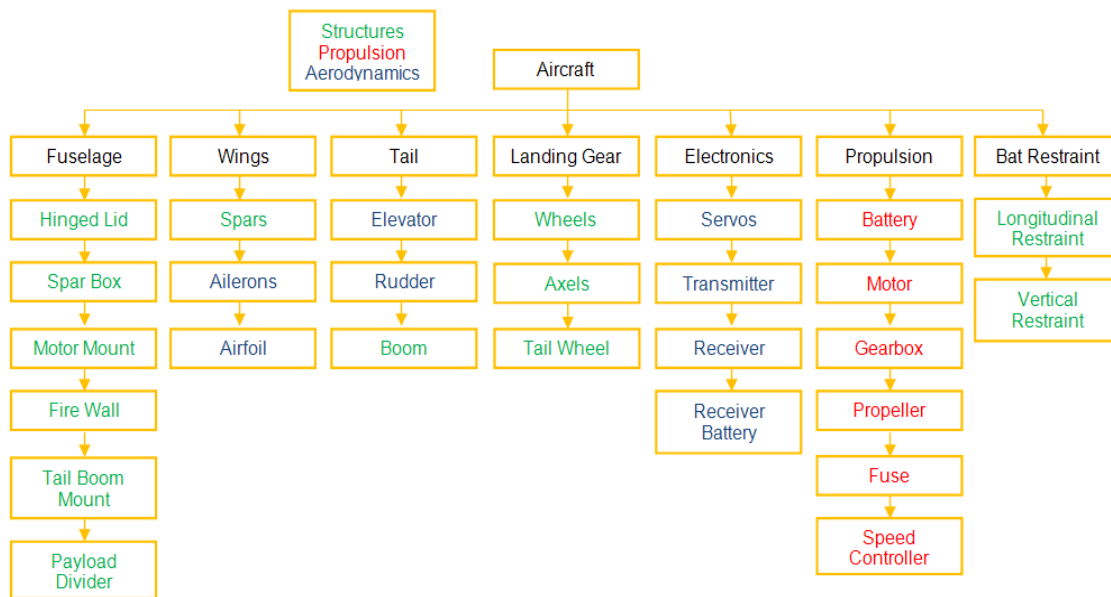 Structures
Propulsion
Aerodynamics
Aircraft
Fuselage
Wings
Tail
Landing Gear
Electronics
Propulsion
Bat Restraint
Hinged Lid
Spar Box
Motor Mount
Fire Wall
Tail Boom
Mount
Payload
Divider
Spars
Ailerons
Airfoil
Elevator
Rudder
Boom
Wheels
Axels
Tail Wheel
Servos
Transmitter
Receiver
Receiver
Battery
Battery
Motor
Gearbox
Propeller
Fuse
Speed
Controller
Longitudinal
Restraint
Vertical
Restraint